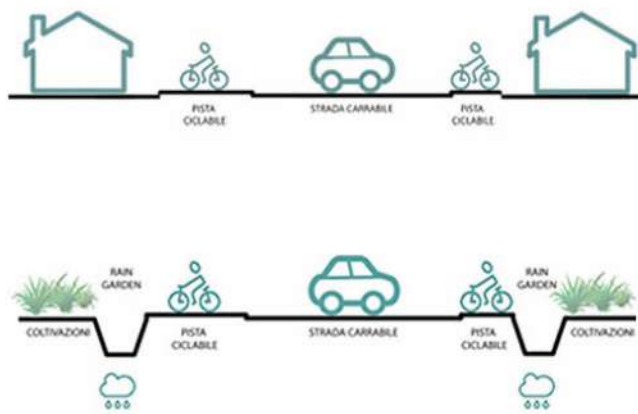 PISTA
CICLABILE
STRADA CARRABILE
PISTA
CICLABILE
RAIN
GARDEN
RAIN
GARDEN
COLTIVAZIONI
PISTA
CICLABILE
STRADA CARRABILE
PISTA
CICLABILE
COLTIVAZIONI